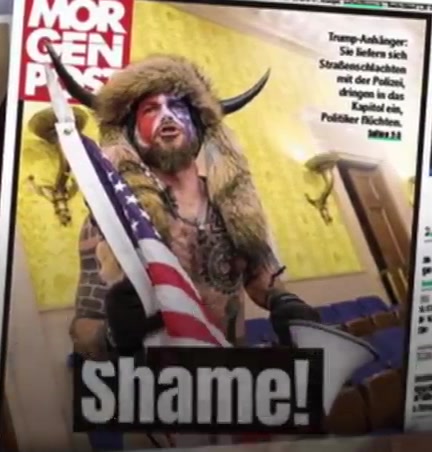 MOR
GEN
POST
Trump-Anhänger:
Sie liefern sich
Straßenschlachten
mit der Polizei,
dringen in das
Kapitol ein,
Politiker flüchten.
Shame!